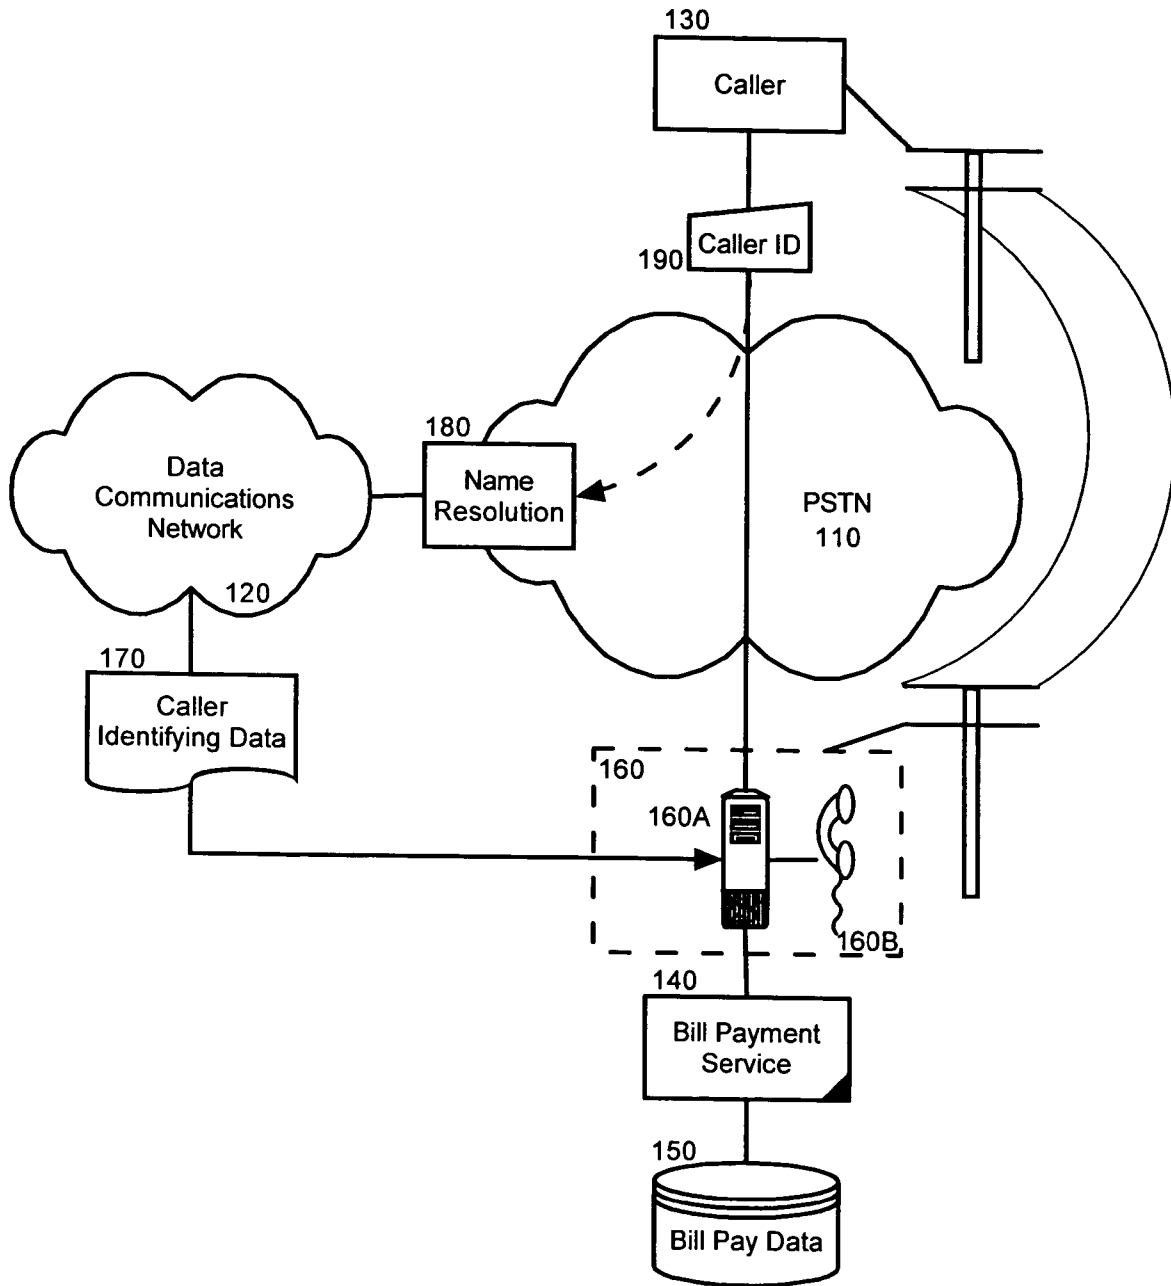 130
Caller
Caller ID
190
180
Name
Resolution
Data
Communications
Network
PSTN
110
120
170
Caller
Identifying Data
160
160A
160B
140
Bill Payment
Service
150
Bill Pay Data